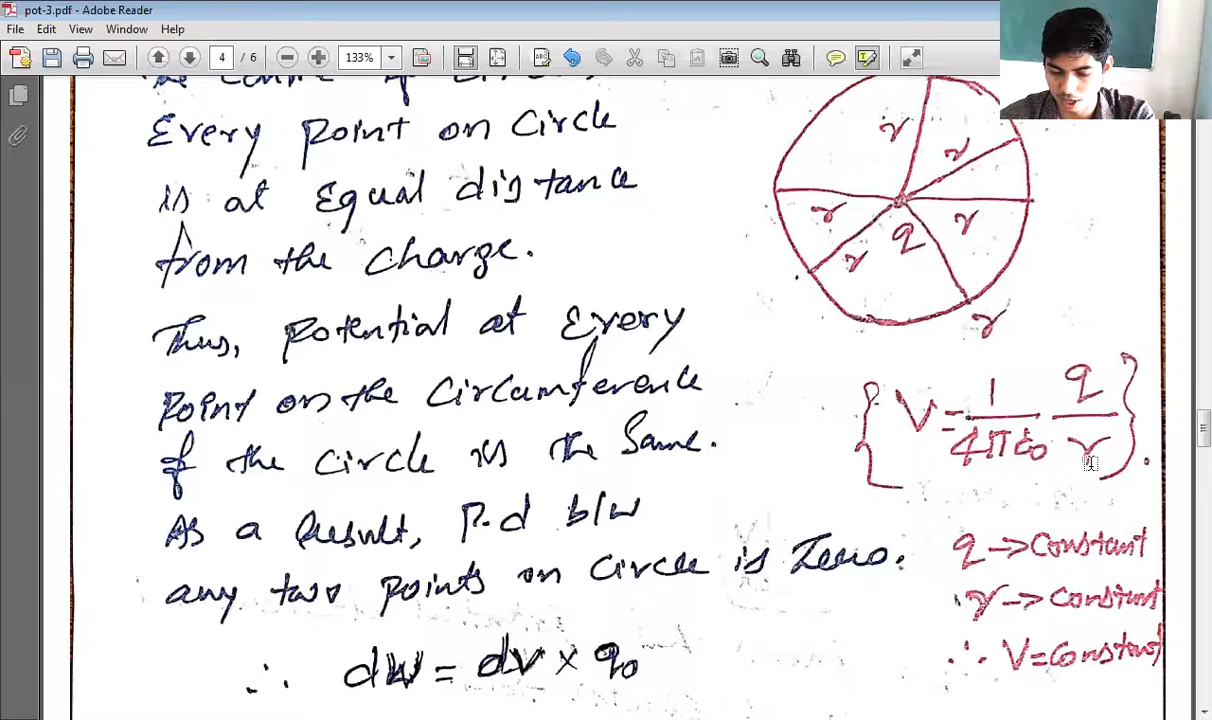 pot-3.pdf - Adobe Reader
File Edit View Window Help
4 / 6 133%
Every point on Circle
is at Equal distance
from the charge.
Thus, potential at Every
point on the Circumference
of the circle is the Same.
As a Result, P.d b/w
any two points on circle is Zero.
∴ dW = dV × q₀
r
r
r
r
r
q
r
{ V = 1/4πε₀ q/r }.
q → Constant
r → constant
∴ V = Constant